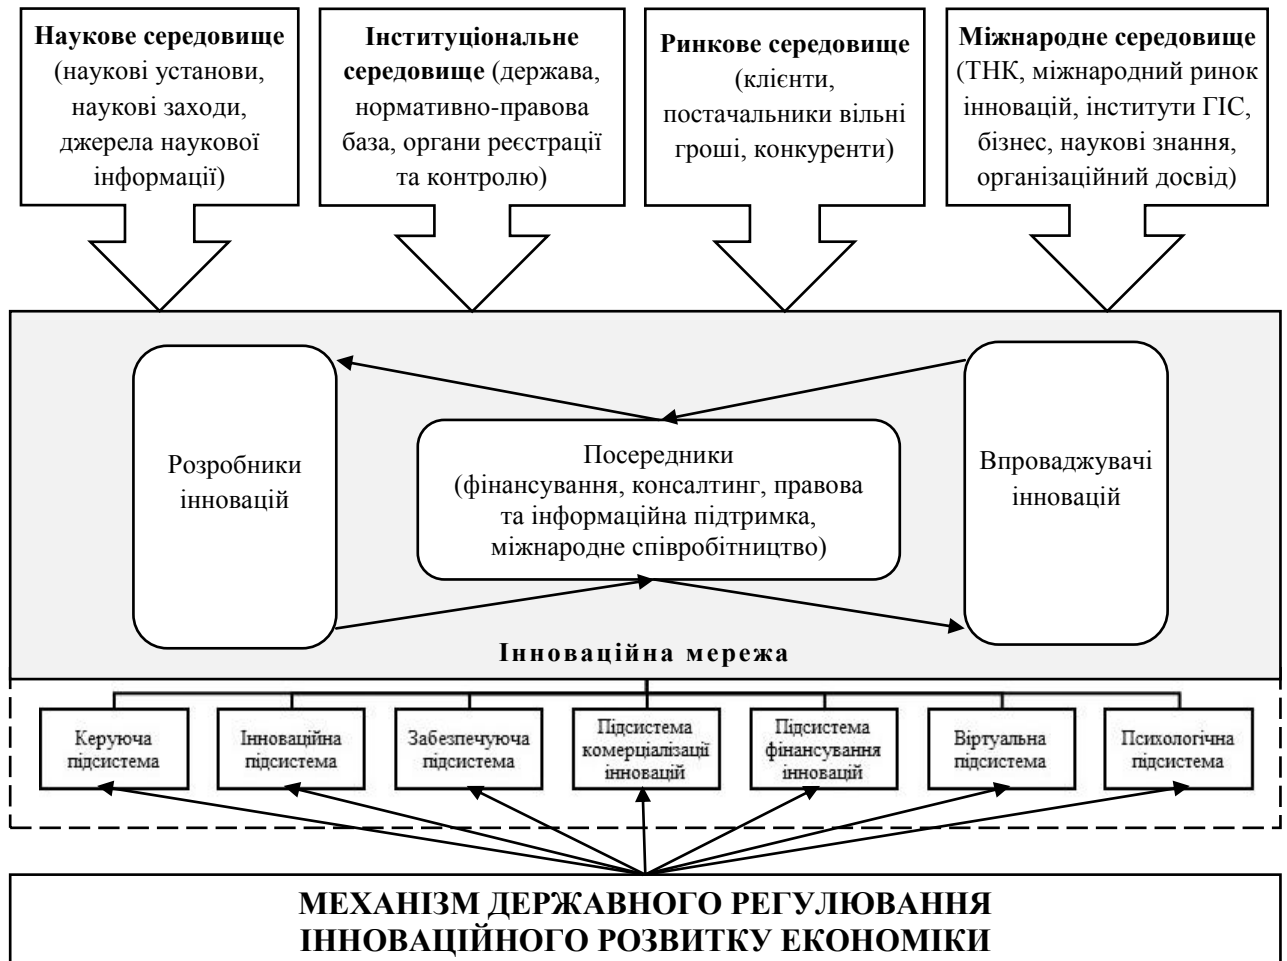 Наукове середовище
(наукові установи,
наукові заходи,
джерела наукової
інформації)
Інституціональне
середовище (держава,
нормативно-правова
база, органи реєстрації
та контролю)
Ринкове середовище
(клієнти,
постачальники вільні
гроші, конкуренти)
Міжнародне середовище
(ТНК, міжнародний ринок
інновацій, інститути ГІС,
бізнес, наукові знання,
організаційний досвід)
Розробники
інновацій
Посередники
(фінансування, консалтинг, правова
та інформаційна підтримка,
міжнародне співробітництво)
Впроваджувачі
інновацій
Інноваційна мережа
Керуюча
підсистема
Інноваційна
підсистема
Забезпечуюча
підсистема
Підсистема
комерціалізації
інновацій
Підсистема
фінансування
інновацій
Віртуальна
підсистема
Психологічна
підсистема
МЕХАНІЗМ ДЕРЖАВНОГО РЕГУЛЮВАННЯ
ІННОВАЦІЙНОГО РОЗВИТКУ ЕКОНОМІКИ